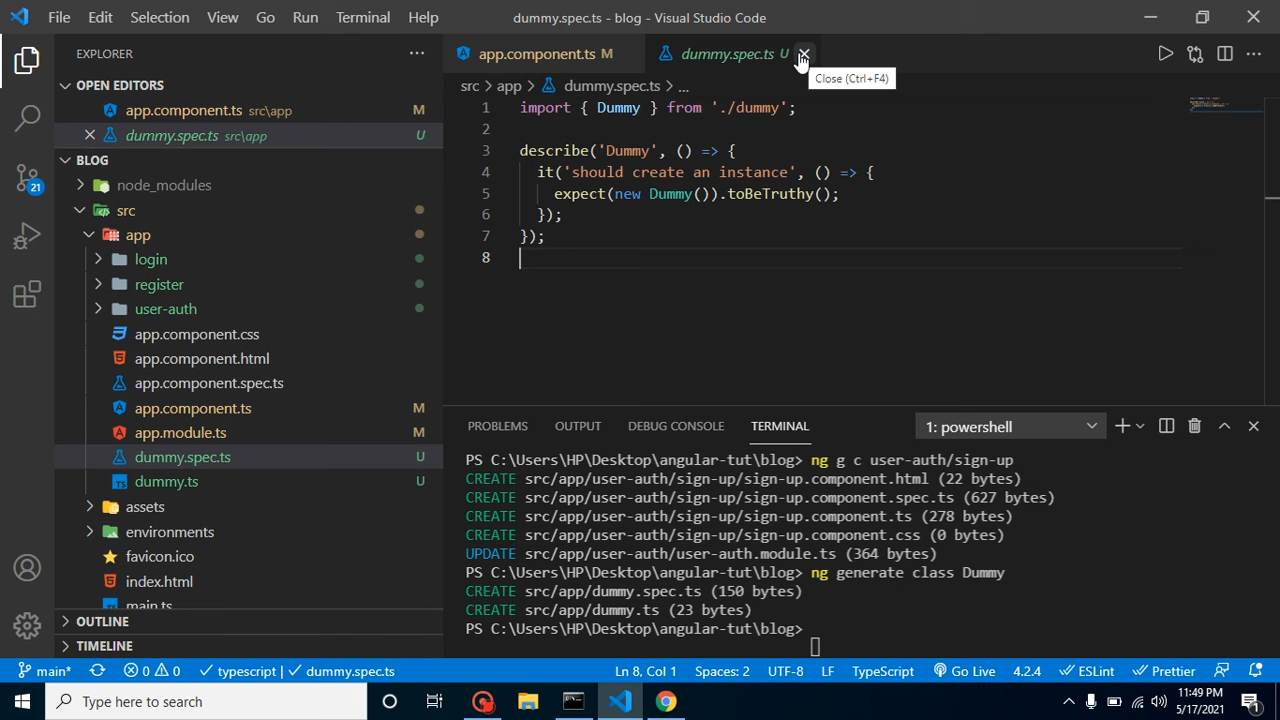 File Edit Selection View Go Run Terminal Help dummy.spec.ts - blog - Visual Studio Code
EXPLORER
OPEN EDITORS
app.component.ts src\app M
dummy.spec.ts src\app U
BLOG
node_modules
src
app
login
register
user-auth
app.component.css
app.component.html
app.component.spec.ts
app.component.ts M
app.module.ts M
dummy.spec.ts U
dummy.ts U
assets
environments
favicon.ico
index.html
main.ts
OUTLINE
TIMELINE
21
app.component.ts M dummy.spec.ts U
Close (Ctrl+F4)
src > app > dummy.spec.ts > ...
1 import { Dummy } from './dummy';
2
3 describe('Dummy', () => {
4 it('should create an instance', () => {
5 expect(new Dummy()).toBeTruthy();
6 });
7 });
8
PROBLEMS OUTPUT DEBUG CONSOLE TERMINAL 1: powershell
PS C:\Users\HP\Desktop\angular-tut\blog> ng g c user-auth/sign-up
CREATE src/app/user-auth/sign-up/sign-up.component.html (22 bytes)
CREATE src/app/user-auth/sign-up/sign-up.component.spec.ts (627 bytes)
CREATE src/app/user-auth/sign-up/sign-up.component.ts (278 bytes)
CREATE src/app/user-auth/sign-up/sign-up.component.css (0 bytes)
UPDATE src/app/user-auth/user-auth.module.ts (364 bytes)
PS C:\Users\HP\Desktop\angular-tut\blog> ng generate class Dummy
CREATE src/app/dummy.spec.ts (150 bytes)
CREATE src/app/dummy.ts (23 bytes)
PS C:\Users\HP\Desktop\angular-tut\blog>
main* 0 0 typescript | dummy.spec.ts Ln 8, Col 1 Spaces: 2 UTF-8 LF TypeScript Go Live 4.2.4 ESLint Prettier
Type here to search
11:49 PM
5/17/2021
1